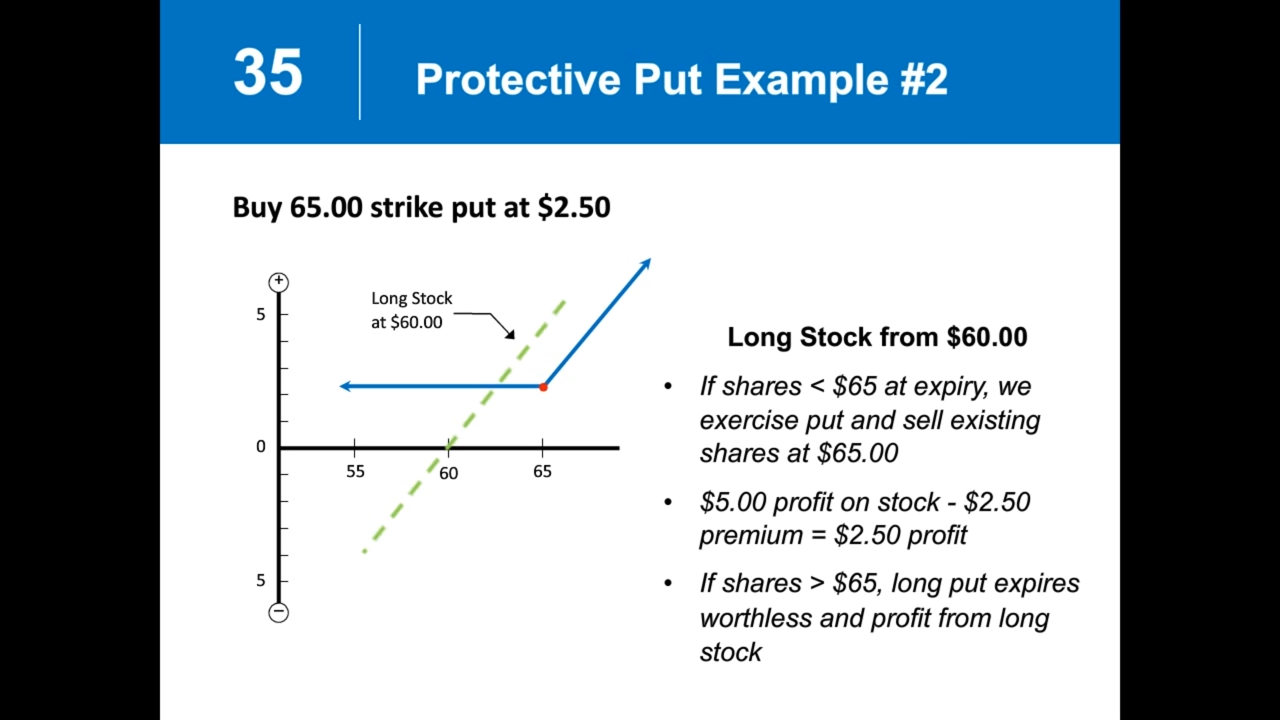 35
Protective Put Example #2
Buy 65.00 strike put at $2.50
+
5
Long Stock
at $60.00
0
55
60
65
5
−
Long Stock from $60.00
• If shares < $65 at expiry, we
exercise put and sell existing
shares at $65.00
• $5.00 profit on stock - $2.50
premium = $2.50 profit
• If shares > $65, long put expires
worthless and profit from long
stock